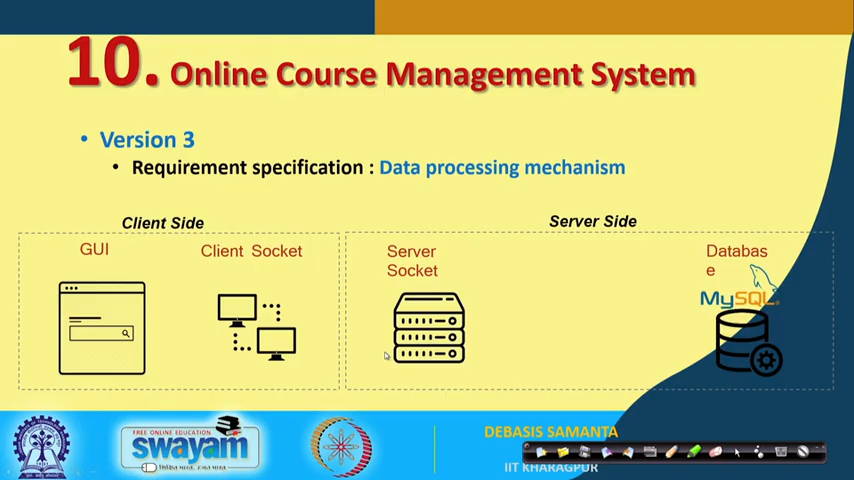 10. Online Course Management System
• Version 3
• Requirement specification : Data processing mechanism
Client Side
Server Side
GUI
Client Socket
Server
Socket
Databas
e
MySQL
FREE ONLINE EDUCATION
swayam
DEBASIS SAMANTA
IIT KHARAGPUR